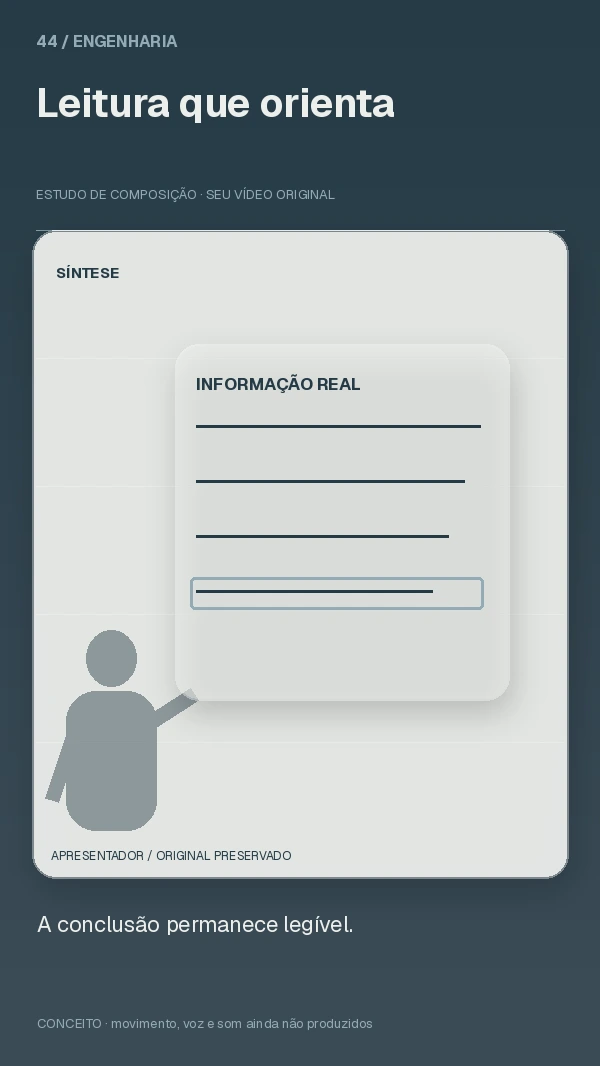 44 / ENGENHARIA
Leitura que orienta
ESTUDO DE COMPOSIÇÃO · SEU VÍDEO ORIGINAL
SÍNTESE
INFORMAÇÃO REAL
APRESENTADOR / ORIGINAL PRESERVADO
A conclusão permanece legível.
CONCEITO · movimento, voz e som ainda não produzidos